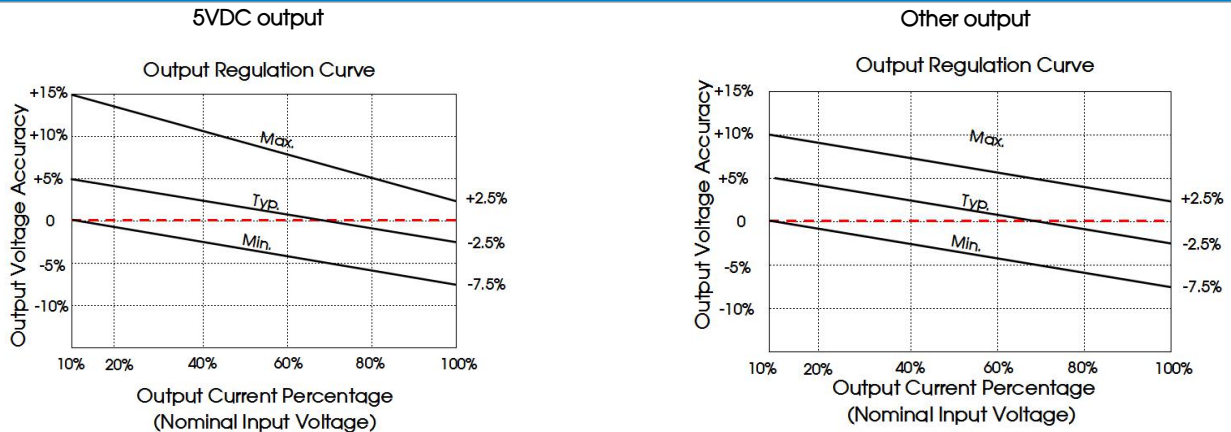 5VDC output
Output Regulation Curve
Output Voltage Accuracy
+15%
+10%
+5%
0
-5%
-10%
Max.
Typ.
Min.
+2.5%
-2.5%
-7.5%
10% 20% 40% 60% 80% 100%
Output Current Percentage
(Nominal Input Voltage)
Other output
Output Regulation Curve
Output Voltage Accuracy
+15%
+10%
+5%
0
-5%
-10%
Max.
Typ.
Min.
+2.5%
-2.5%
-7.5%
10% 20% 40% 60% 80% 100%
Output Current Percentage
(Nominal Input Voltage)